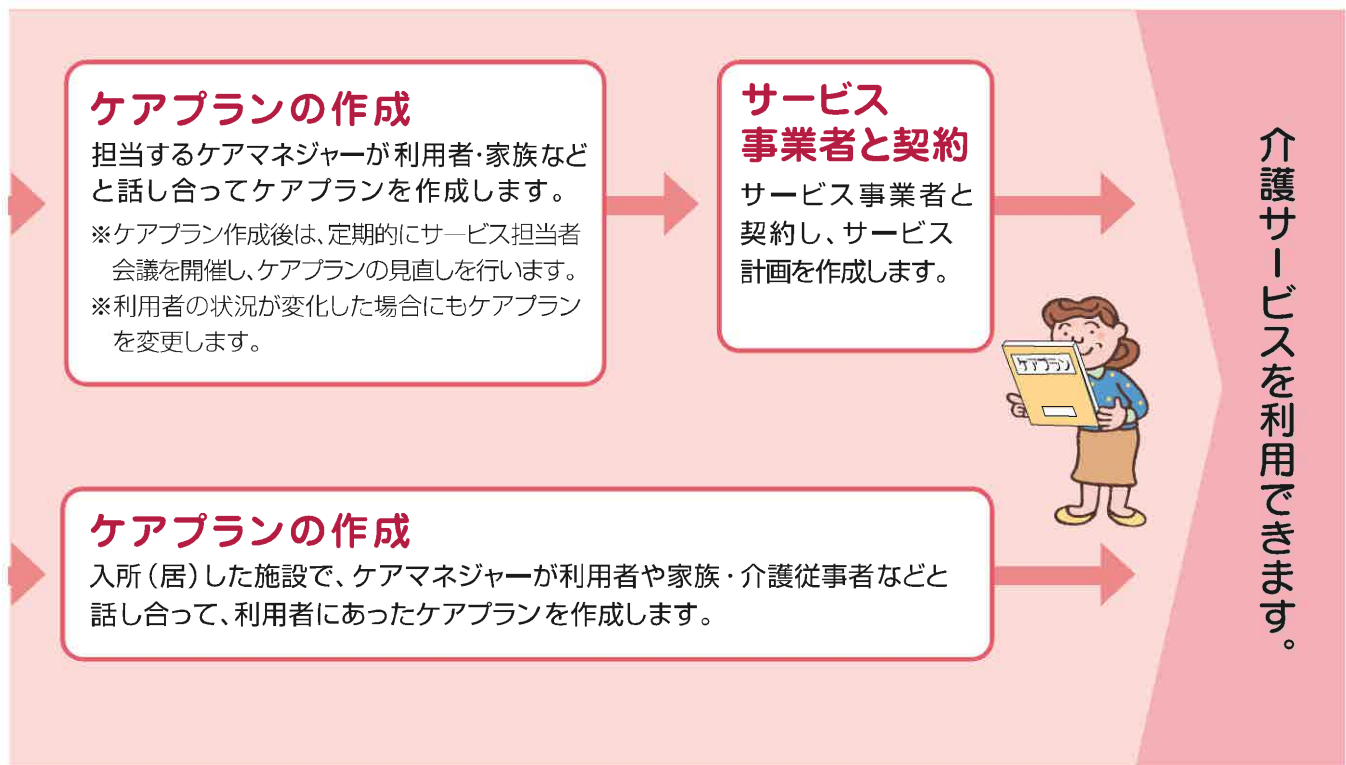 ケアプランの作成
担当するケアマネジャーが利用者・家族など
と話し合ってケアプランを作成します。
※ケアプラン作成後は、定期的にサービス担当者
会議を開催し、ケアプランの見直しを行います。
※利用者の状況が変化した場合にもケアプラン
を変更します。
サービス
事業者と契約
サービス事業者と
契約し、サービス
計画を作成します。
ケアプラン
ケアプランの作成
入所（居）した施設で、ケアマネジャーが利用者や家族・介護従事者などと
話し合って、利用者にあったケアプランを作成します。
介護サービスを利用できます。